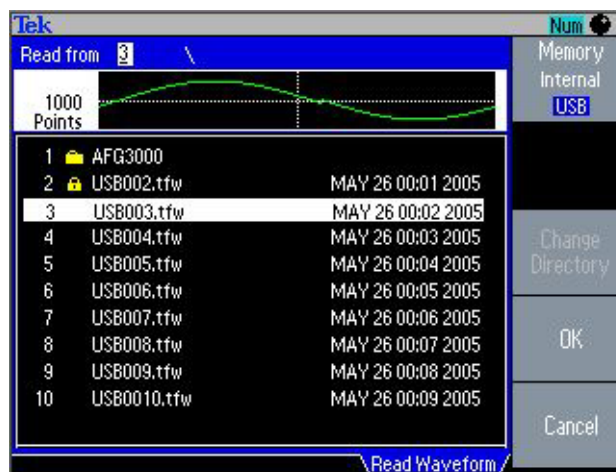 Tek
Num
Read from 3 \
1000
Points
1 AFG3000
2 USB002.tfw MAY 26 00:01 2005
3 USB003.tfw MAY 26 00:02 2005
4 USB004.tfw MAY 26 00:03 2005
5 USB005.tfw MAY 26 00:04 2005
6 USB006.tfw MAY 26 00:05 2005
7 USB007.tfw MAY 26 00:06 2005
8 USB008.tfw MAY 26 00:07 2005
9 USB009.tfw MAY 26 00:08 2005
10 USB0010.tfw MAY 26 00:09 2005
Read Waveform
Memory
Internal
USB
Change
Directory
OK
Cancel